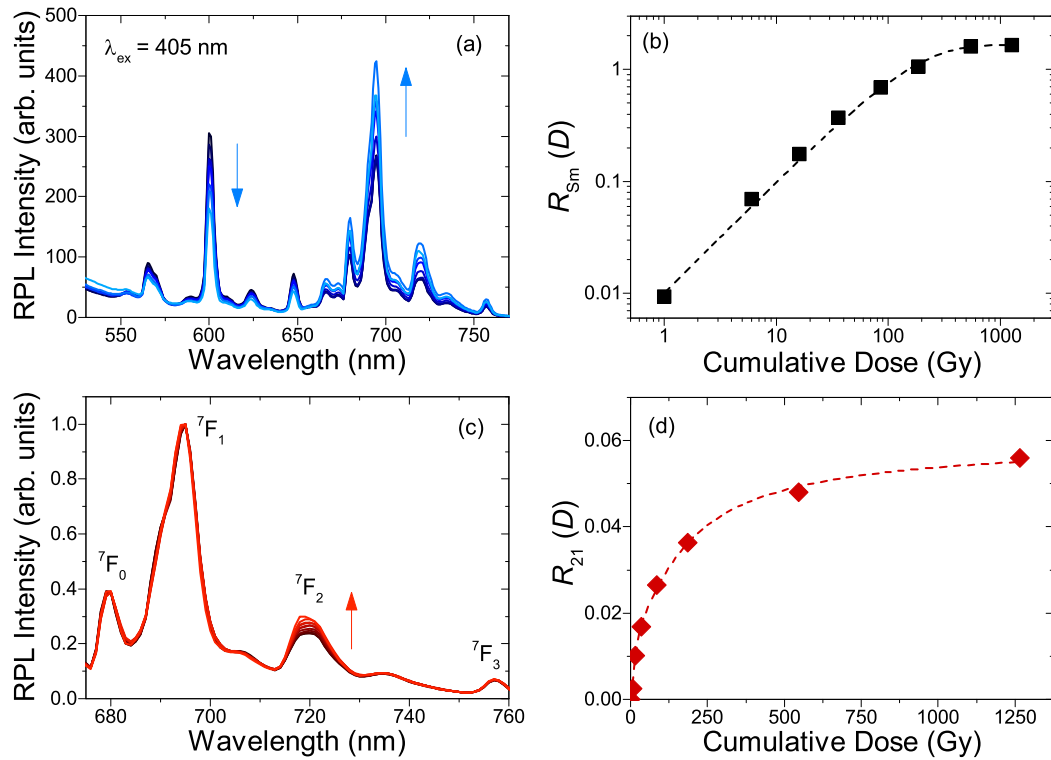 (a)
λex = 405 nm
RPL Intensity (arb. units)
500
400
300
200
100
0
550 600 650 700 750
Wavelength (nm)
(b)
RSm (D)
1
0.1
0.01
1 10 100 1000
Cumulative Dose (Gy)
(c)
RPL Intensity (arb. units)
1.0
0.8
0.6
0.4
0.2
0.0
7F0
7F1
7F2
7F3
680 700 720 740 760
Wavelength (nm)
(d)
R21 (D)
0.06
0.04
0.02
0.00
0 250 500 750 1000 1250
Cumulative Dose (Gy)